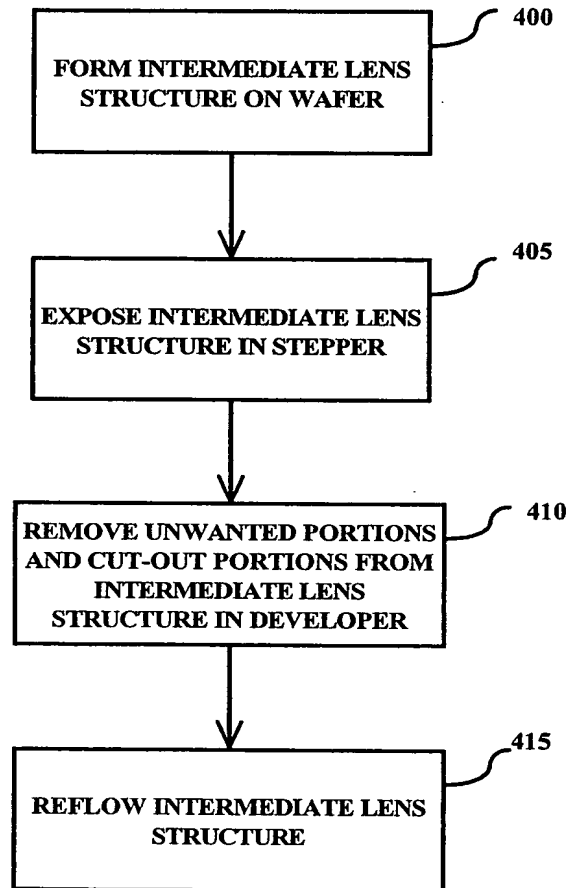 400
FORM INTERMEDIATE LENS
STRUCTURE ON WAFER
405
EXPOSE INTERMEDIATE LENS
STRUCTURE IN STEPPER
410
REMOVE UNWANTED PORTIONS
AND CUT-OUT PORTIONS FROM
INTERMEDIATE LENS
STRUCTURE IN DEVELOPER
415
REFLOW INTERMEDIATE LENS
STRUCTURE